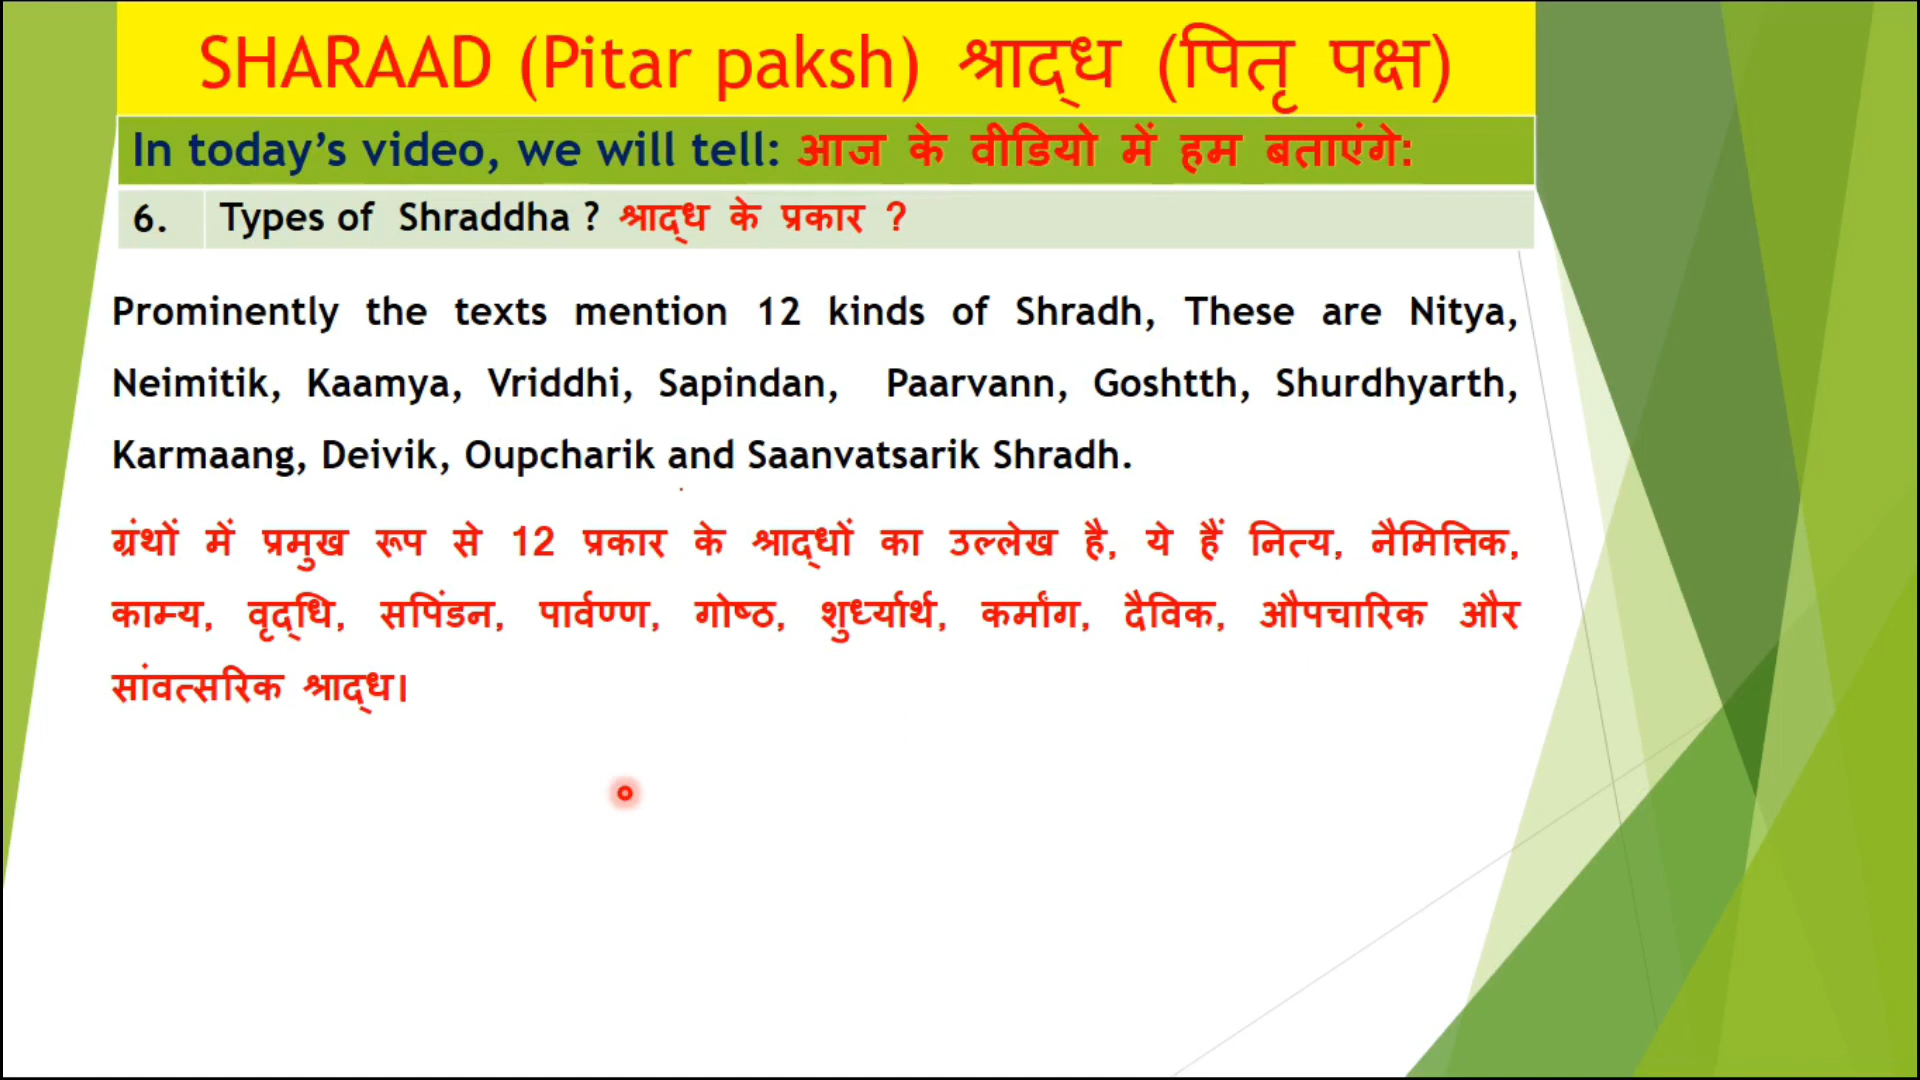 SHARAAD (Pitar paksh) श्राद्ध (पितृ पक्ष)
In today’s video, we will tell: आज के वीडियो में हम बताएंगे:
6. Types of Shraddha ? श्राद्ध के प्रकार ?
Prominently the texts mention 12 kinds of Shradh, These are Nitya,
Neimitik, Kaamya, Vriddhi, Sapindan, Paarvann, Goshtth, Shurdhyarth,
Karmaang, Deivik, Oupcharik and Saanvatsarik Shradh.
ग्रंथों में प्रमुख रूप से 12 प्रकार के श्राद्धों का उल्लेख है, ये हैं नित्य, नैमित्तिक,
काम्य, वृद्धि, सपिंडन, पार्वण्ण, गोष्ठ, शुर्ध्यार्थ, कर्मांग, दैविक, औपचारिक और
सांवत्सरिक श्राद्ध।